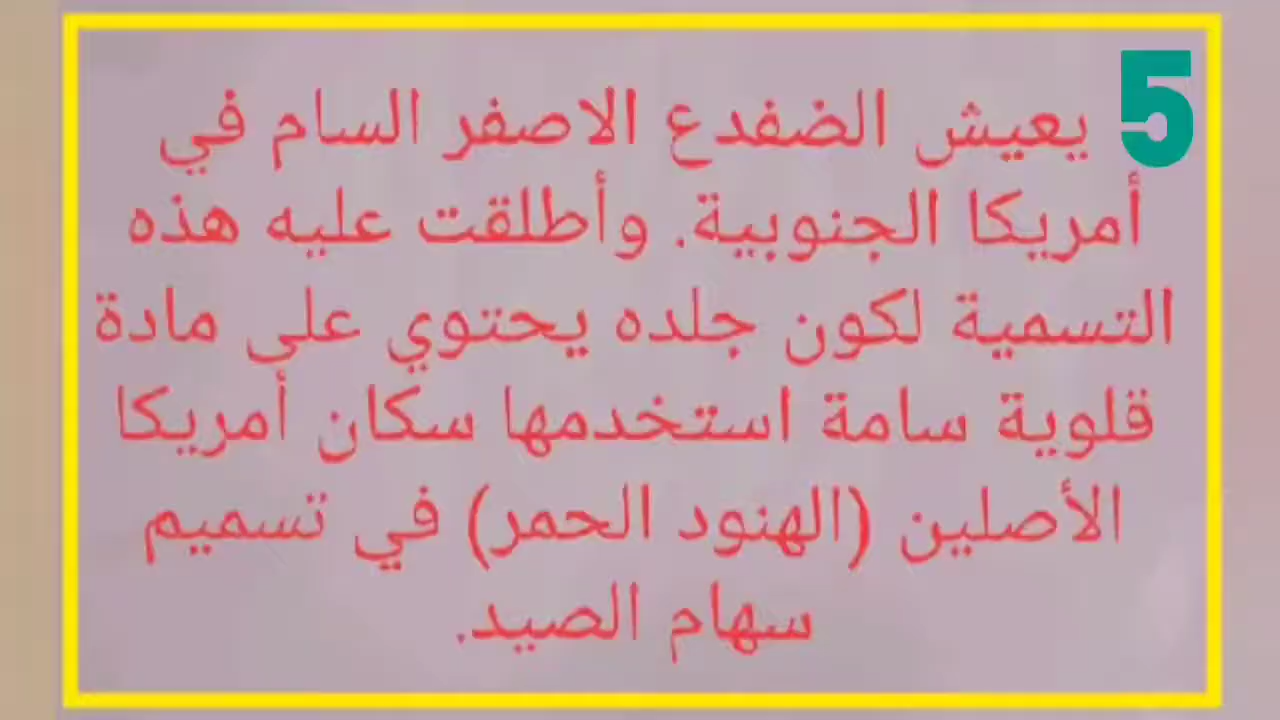 5
يعيش الضفدع الاصفر السام في
أمريكا الجنوبية. وأطلقت عليه هذه
التسمية لكون جلده يحتوي على مادة
قلوية سامة استخدمها سكان أمريكا
الأصلين (الهنود الحمر) في تسميم
سهام الصيد.